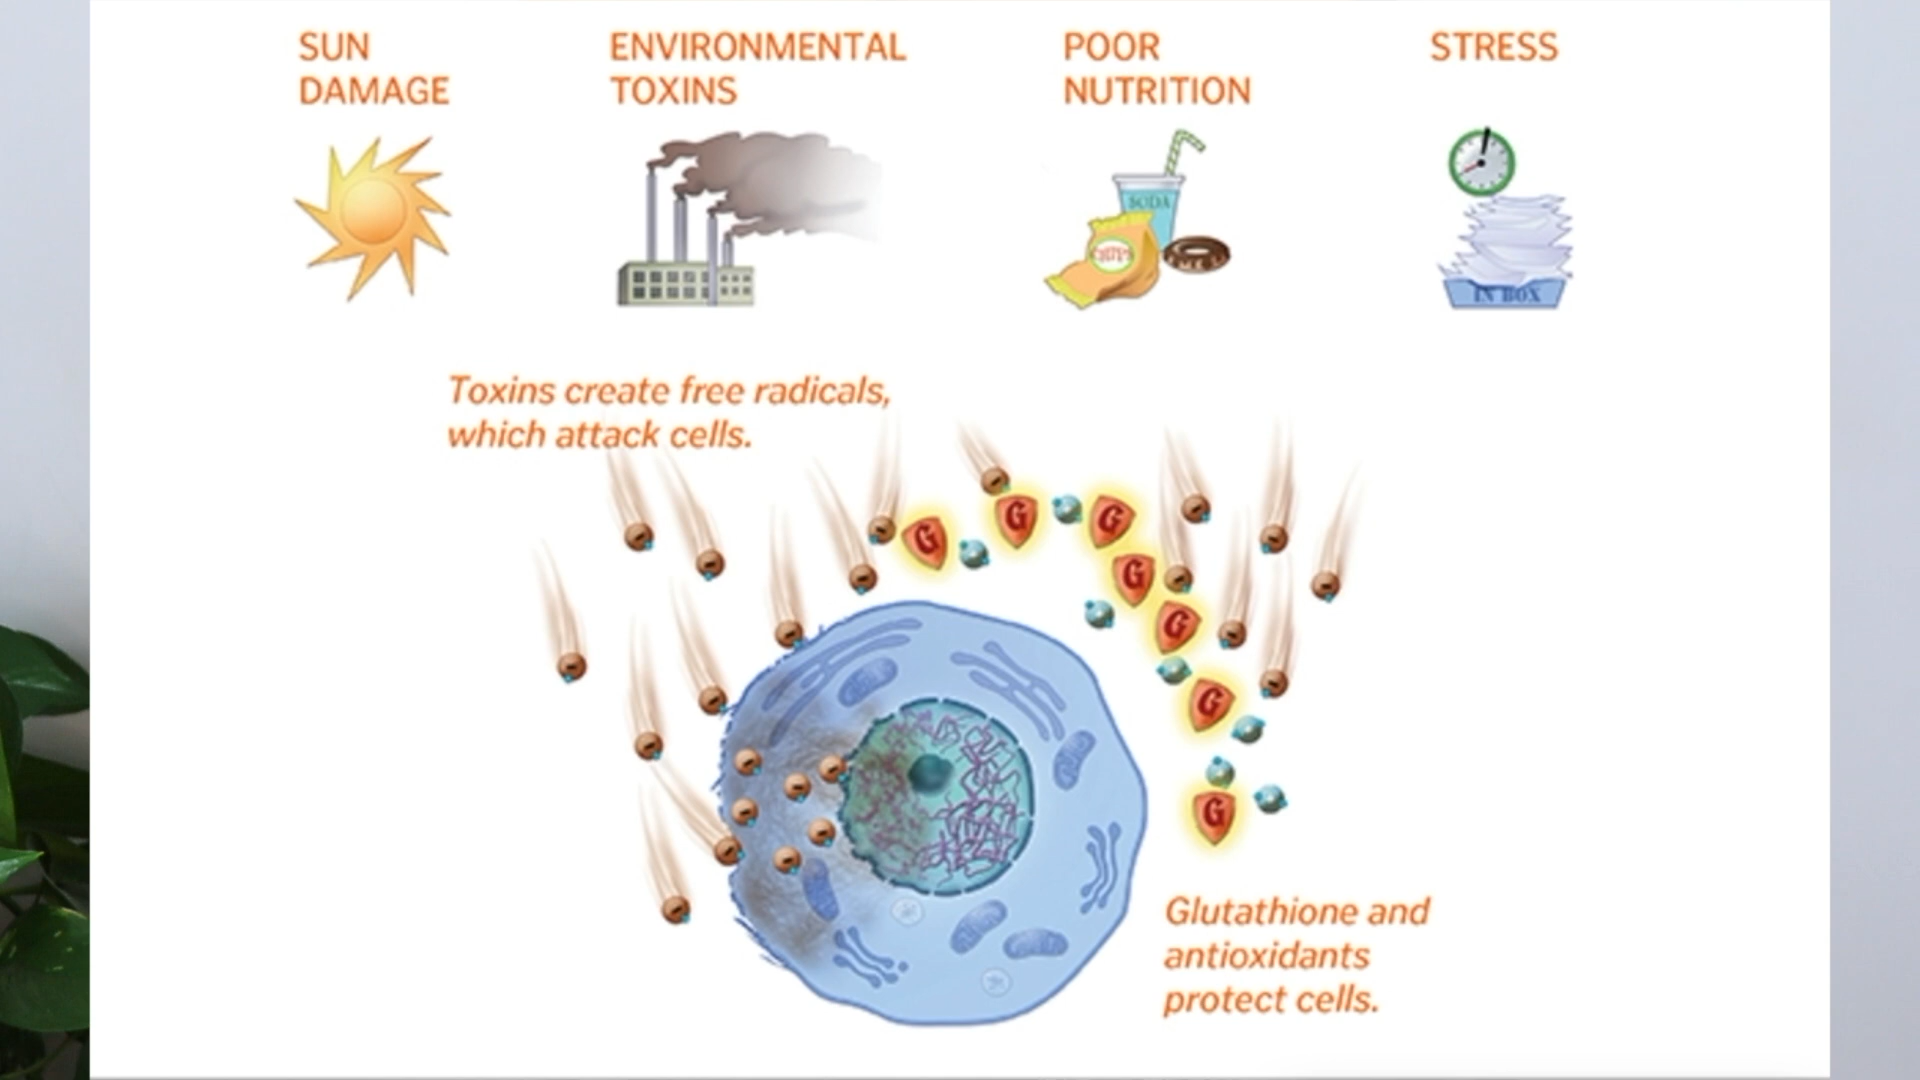 SUN
DAMAGE
ENVIRONMENTAL
TOXINS
POOR
NUTRITION
STRESS
SODA
CHIPS
IN BOX
Toxins create free radicals,
which attack cells.
G
G
G
G
G
G
G
Glutathione and
antioxidants
protect cells.